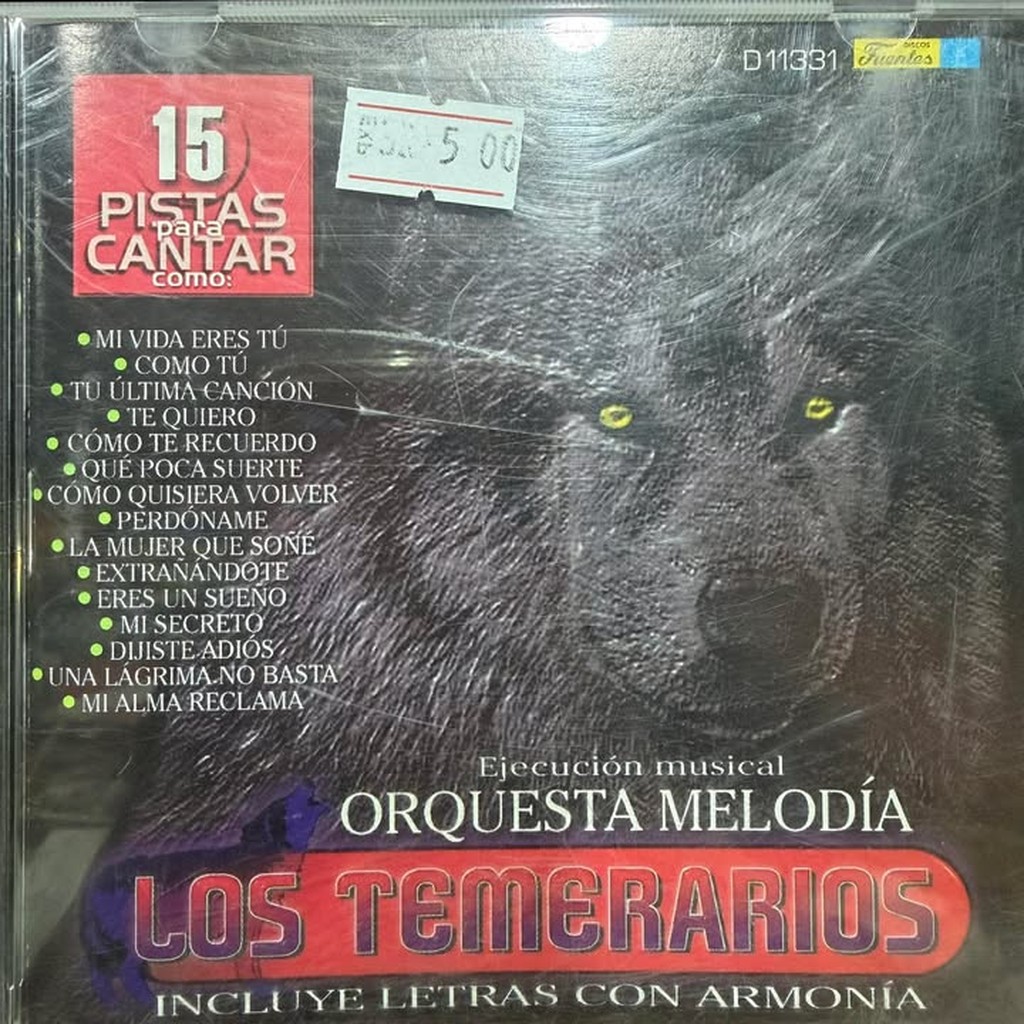 D11331
DISCOS
Fuentes
15
PISTAS
para
CANTAR
como:
5 00
• MI VIDA ERES TÚ
• COMO TÚ
• TU ÚLTIMA CANCIÓN
• TE QUIERO
• CÓMO TE RECUERDO
• QUÉ POCA SUERTE
• CÓMO QUISIERA VOLVER
• PERDÓNAME
• LA MUJER QUE SOÑÉ
• EXTRAÑÁNDOTE
• ERES UN SUEÑO
• MI SECRETO
• DIJISTE ADIÓS
• UNA LÁGRIMA NO BASTA
• MI ALMA RECLAMA
Ejecución musical
ORQUESTA MELODÍA
LOS TEMERARIOS
INCLUYE LETRAS CON ARMONÍA